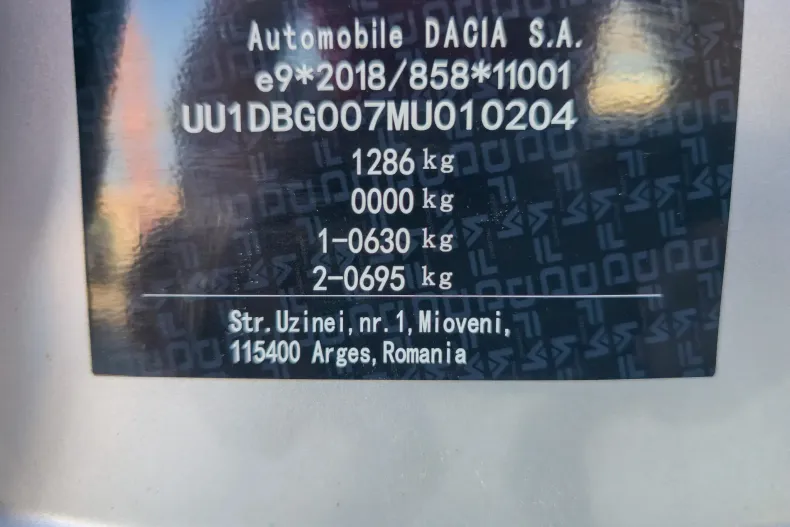 Automobile DACIA S.A.
e9*2018/858*11001
UU1DBG007MU010204
1286 kg
0000 kg
1-0630 kg
2-0695 kg
Str.Uzinei,nr.1,Mioveni,
115400 Arges,Romania